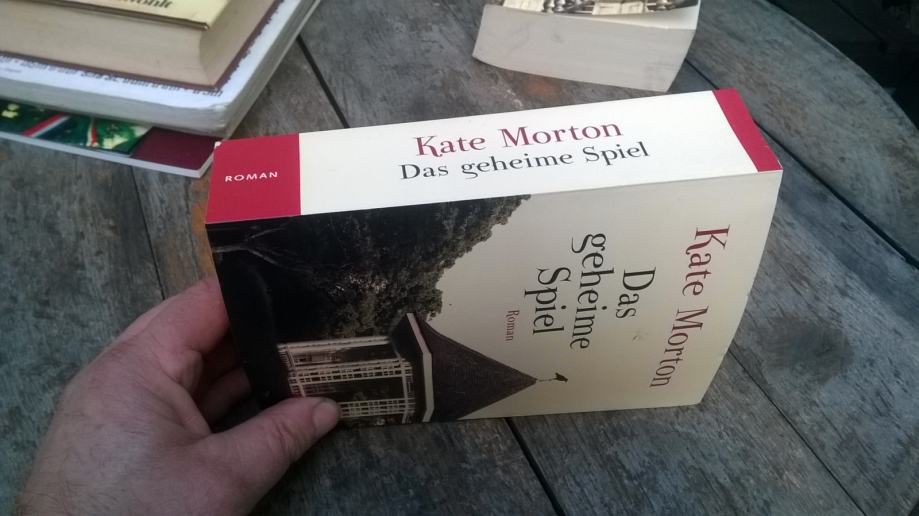 ROMAN
Kate Morton
Das geheime Spiel
Kate Morton
Das
geheime
Spiel
Roman